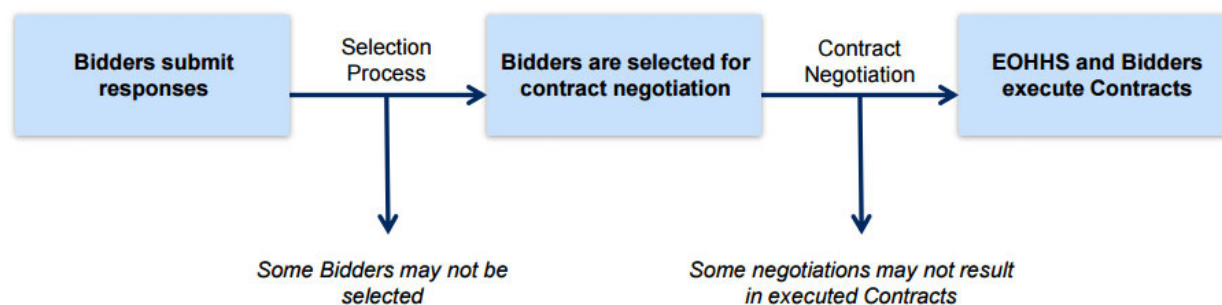 Bidders submit
responses
Selection
Process
Bidders are selected for
contract negotiation
Contract
Negotiation
EOHHS and Bidders
execute Contracts
Some Bidders may not be
selected
Some negotiations may not result
in executed Contracts